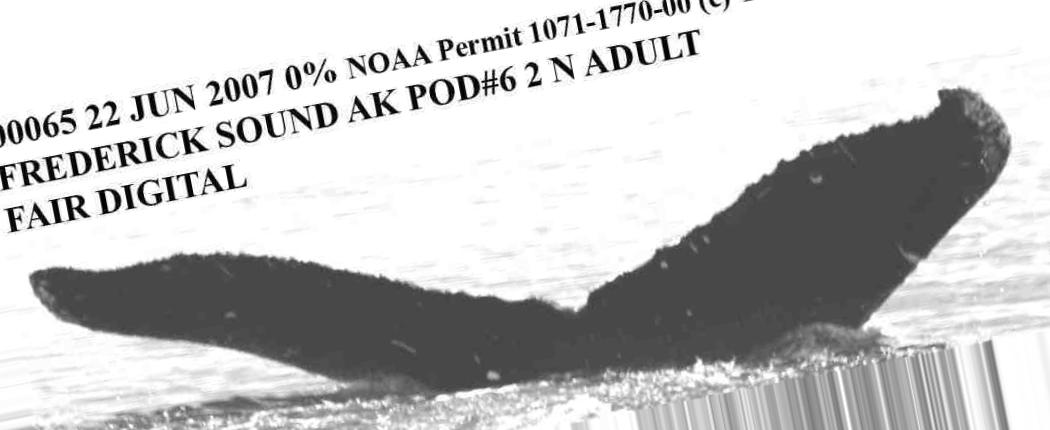 00065 22 JUN 2007 0% NOAA Permit 1071-1770-00 (c)
FREDERICK SOUND AK POD#6 2 N ADULT
FAIR DIGITAL